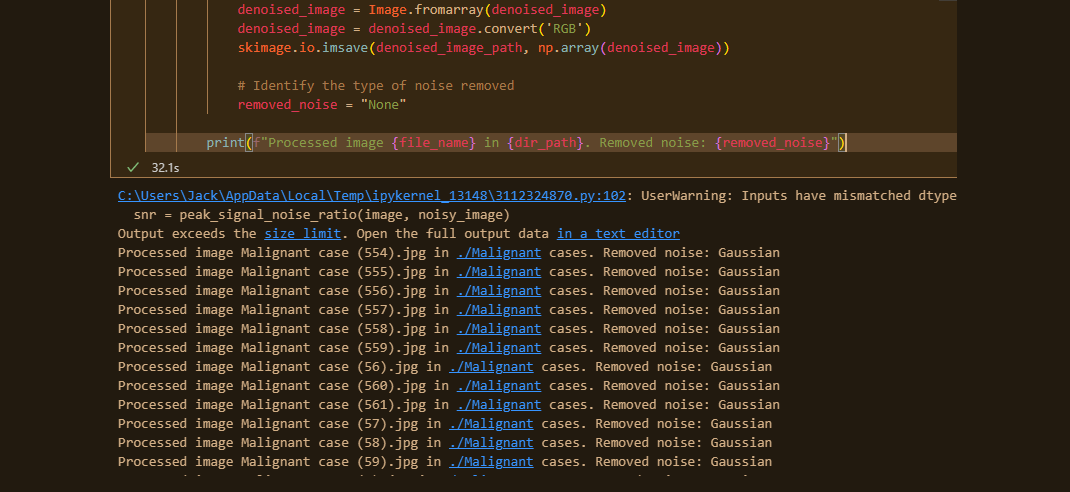 denoised_image = Image.fromarray(denoised_image)
denoised_image = denoised_image.convert('RGB')
skimage.io.imsave(denoised_image_path, np.array(denoised_image))
# Identify the type of noise removed
removed_noise = "None"
print(f"Processed image {file_name} in {dir_path}. Removed noise: {removed_noise}")
32.1s
C:\Users\Jack\AppData\Local\Temp\ipykernel_13148\3112324870.py:102: UserWarning: Inputs have mismatched dtype
snr = peak_signal_noise_ratio(image, noisy_image)
Output exceeds the size limit. Open the full output data in a text editor
Processed image Malignant case (554).jpg in ./Malignant cases. Removed noise: Gaussian
Processed image Malignant case (555).jpg in ./Malignant cases. Removed noise: Gaussian
Processed image Malignant case (556).jpg in ./Malignant cases. Removed noise: Gaussian
Processed image Malignant case (557).jpg in ./Malignant cases. Removed noise: Gaussian
Processed image Malignant case (558).jpg in ./Malignant cases. Removed noise: Gaussian
Processed image Malignant case (559).jpg in ./Malignant cases. Removed noise: Gaussian
Processed image Malignant case (56).jpg in ./Malignant cases. Removed noise: Gaussian
Processed image Malignant case (560).jpg in ./Malignant cases. Removed noise: Gaussian
Processed image Malignant case (561).jpg in ./Malignant cases. Removed noise: Gaussian
Processed image Malignant case (57).jpg in ./Malignant cases. Removed noise: Gaussian
Processed image Malignant case (58).jpg in ./Malignant cases. Removed noise: Gaussian
Processed image Malignant case (59).jpg in ./Malignant cases. Removed noise: Gaussian